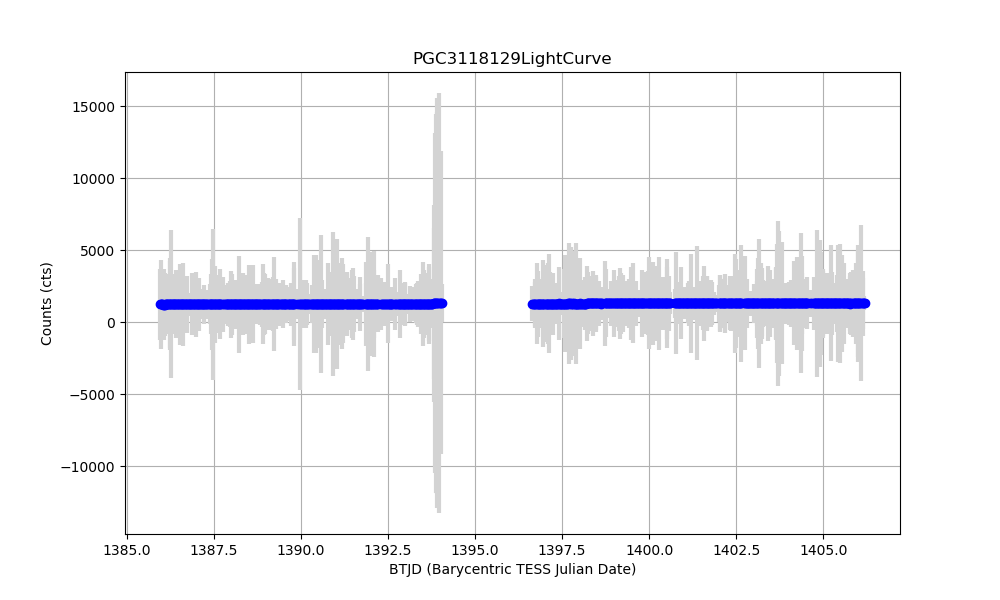 PGC3118129LightCurve
15000
10000
5000
0
−5000
−10000
Counts (cts)
1385.0 1387.5 1390.0 1392.5 1395.0 1397.5 1400.0 1402.5 1405.0
BTJD (Barycentric TESS Julian Date)